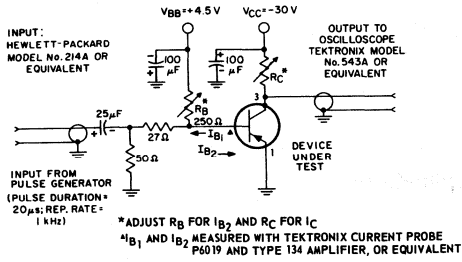 INPUT:
HEWLETT-PACKARD
MODEL No. 214A OR
EQUIVALENT
VBB=+4.5 V
VCC=-30V
OUTPUT TO
OSCILLOSCOPE
TEKTRONIX MODEL
No.543A OR
EQUIVALENT
-
+
100
μF
-
+
100
μF
RB*
RC*
250Ω
25μF
+
27Ω
IB1▲
IB2
50Ω
3
1
DEVICE
UNDER
TEST
INPUT FROM
PULSE GENERATOR
(PULSE DURATION=
20μs; REP. RATE=
1 kHz)
*ADJUST RB FOR IB2 AND RC FOR IC
▲IB1 AND IB2 MEASURED WITH TEKTRONIX CURRENT PROBE
P6019 AND TYPE 134 AMPLIFIER, OR EQUIVALENT